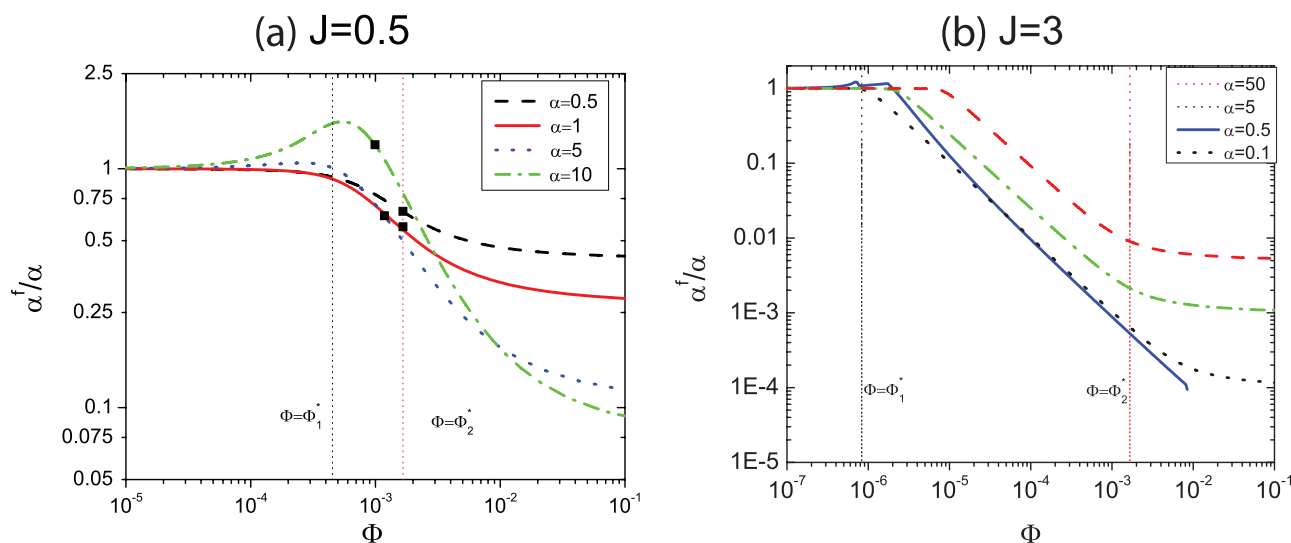 (a) J=0.5
2.5
1
0.75
0.5
0.25
0.1
0.075
0.05
α^f/α
α=0.5
α=1
α=5
α=10
Φ=Φ₁*
Φ=Φ₂*
10⁻⁵
10⁻⁴
10⁻³
10⁻²
10⁻¹
Φ
(b) J=3
1
0.1
0.01
1E-3
1E-4
1E-5
α^f/α
α=50
α=5
α=0.5
α=0.1
Φ=Φ₁*
Φ=Φ₂*
10⁻⁷
10⁻⁶
10⁻⁵
10⁻⁴
10⁻³
10⁻²
10⁻¹
Φ